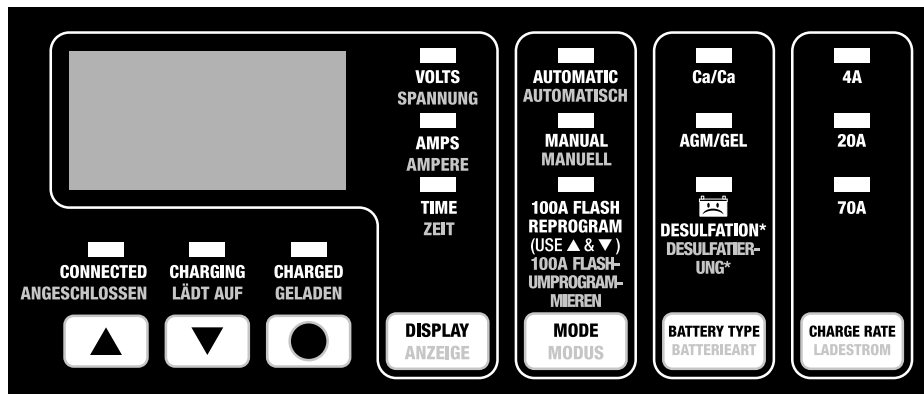 VOLTS
SPANNUNG
AMPS
AMPERE
TIME
ZEIT
CONNECTED
ANGESCHLOSSEN
CHARGING
LÄDT AUF
CHARGED
GELADEN
DISPLAY
ANZEIGE
AUTOMATIC
AUTOMATISCH
MANUAL
MANUELL
100A FLASH
REPROGRAM
(USE ▲ & ▼)
100A FLASH-
UMPROGRAM-
MIEREN
MODE
MODUS
Ca/Ca
AGM/GEL
DESULFATION*
DESULFATIER-
UNG*
BATTERY TYPE
BATTERIEART
4A
20A
70A
CHARGE RATE
LADESTROM